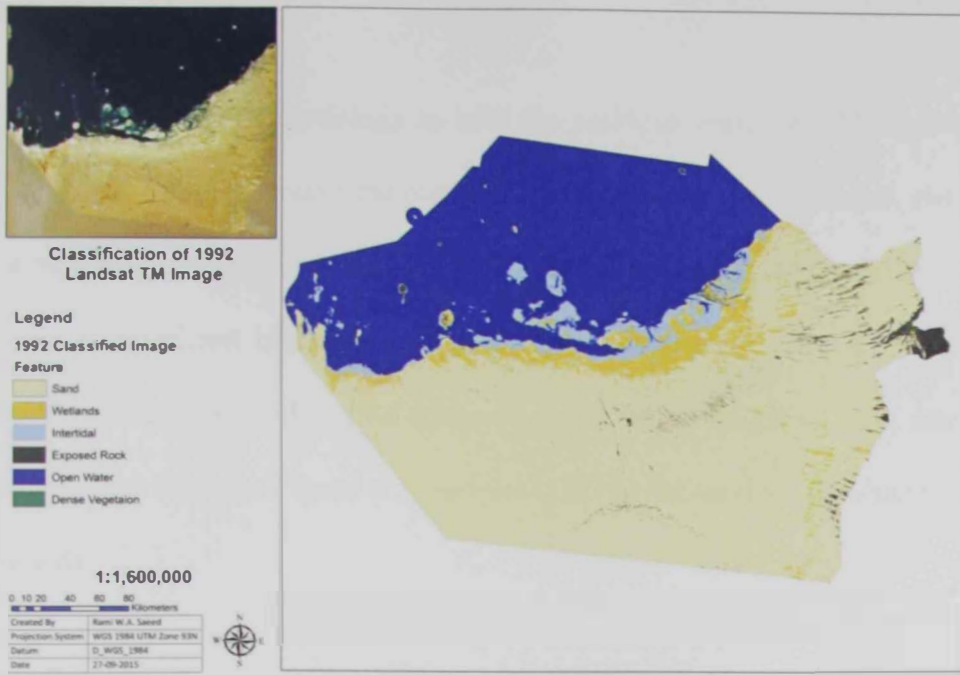 Classification of 1992
Landsat TM Image
Legend
1992 Classified Image
Feature
Sand
Wetlands
Intertidal
Exposed Rock
Open Water
Dense Vegetaion
1:1,600,000
0 10 20 40 60 80
Kilometers
Created By Rami W.A. Saeed
Projection System WGS 1984 UTM Zone 93N
Datum D_WGS_1984
Date 27-09-2015
N
W E
S